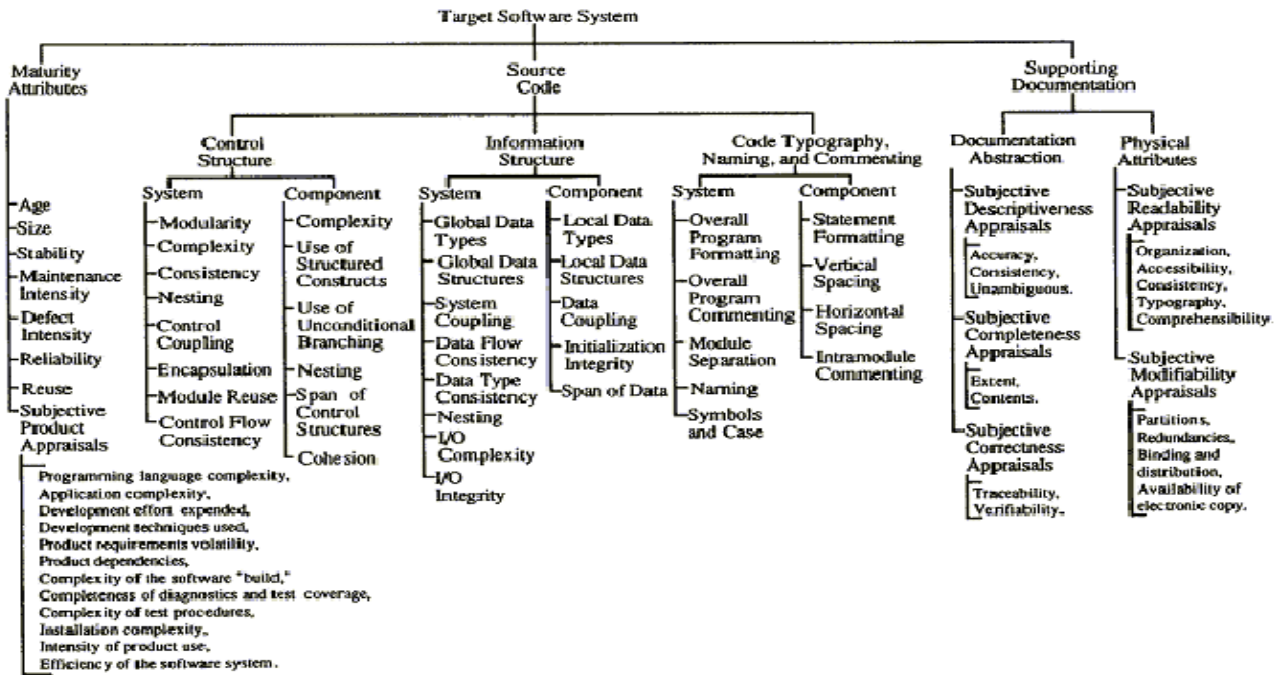 Target Software System
Maturity
Attributes
Source
Code
Supporting
Documentation
Control
Structure
Information
Structure
Code Typography,
Naming, and Commenting
Documentation
Abstraction
Physical
Attributes
Age
Size
Stability
Maintenance
Intensity
Defect
Intensity
Reliability
Reuse
Subjective
Product
Appraisals
Programming language complexity,
Application complexity,
Development effort expended,
Development techniques used,
Product requirements volatility,
Product dependencies,
Complexity of the software "build,"
Completeness of diagnostics and test coverage,
Complexity of test procedures,
Installation complexity,
Intensity of product use,
Efficiency of the software system.
System
Modularity
Complexity
Consistency
Nesting
Control
Coupling
Encapsulation
Module Reuse
Control Flow
Consistency
Component
Complexity
Use of
Structured
Constructs
Use of
Unconditional
Branching
Nesting
Span of
Control
Structures
Cohesion
System
Global Data
Types
Global Data
Structures
System
Coupling
Data Flow
Consistency
Data Type
Consistency
Nesting
I/O
Complexity
I/O
Integrity
Component
Local Data
Types
Local Data
Structures
Data
Coupling
Initialization
Integrity
Span of Data
System
Overall
Program
Formatting
Overall
Program
Commenting
Module
Separation
Naming
Symbols
and Case
Component
Statement
Formatting
Vertical
Spacing
Horizontal
Spacing
Intramodule
Commenting
Subjective
Descriptiveness
Appraisals
Accuracy,
Consistency,
Unambiguous.
Subjective
Completeness
Appraisals
Extent,
Contents.
Subjective
Correctness
Appraisals
Traceability,
Verifiability,
Subjective
Readability
Appraisals
Organization,
Accessibility,
Consistency,
Typography,
Comprehensibility.
Subjective
Modifiability
Appraisals
Partitions,
Redundancies,
Binding and
distribution,
Availability of
electronic copy.